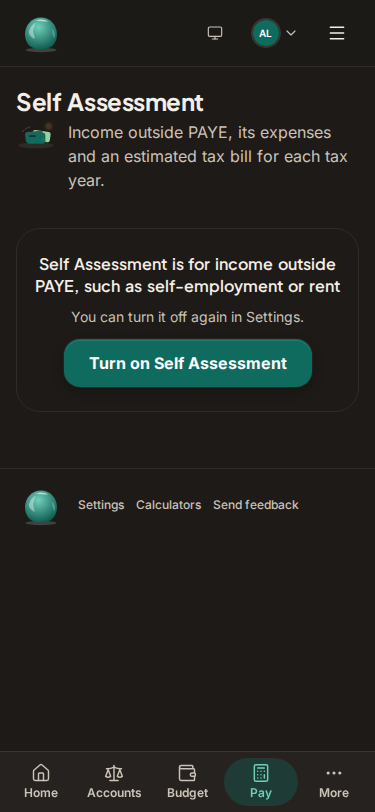 AL
Self Assessment
Income outside PAYE, its expenses
and an estimated tax bill for each tax
year.
Self Assessment is for income outside
PAYE, such as self-employment or rent
You can turn it off again in Settings.
Turn on Self Assessment
Settings Calculators Send feedback
Home Accounts Budget Pay More